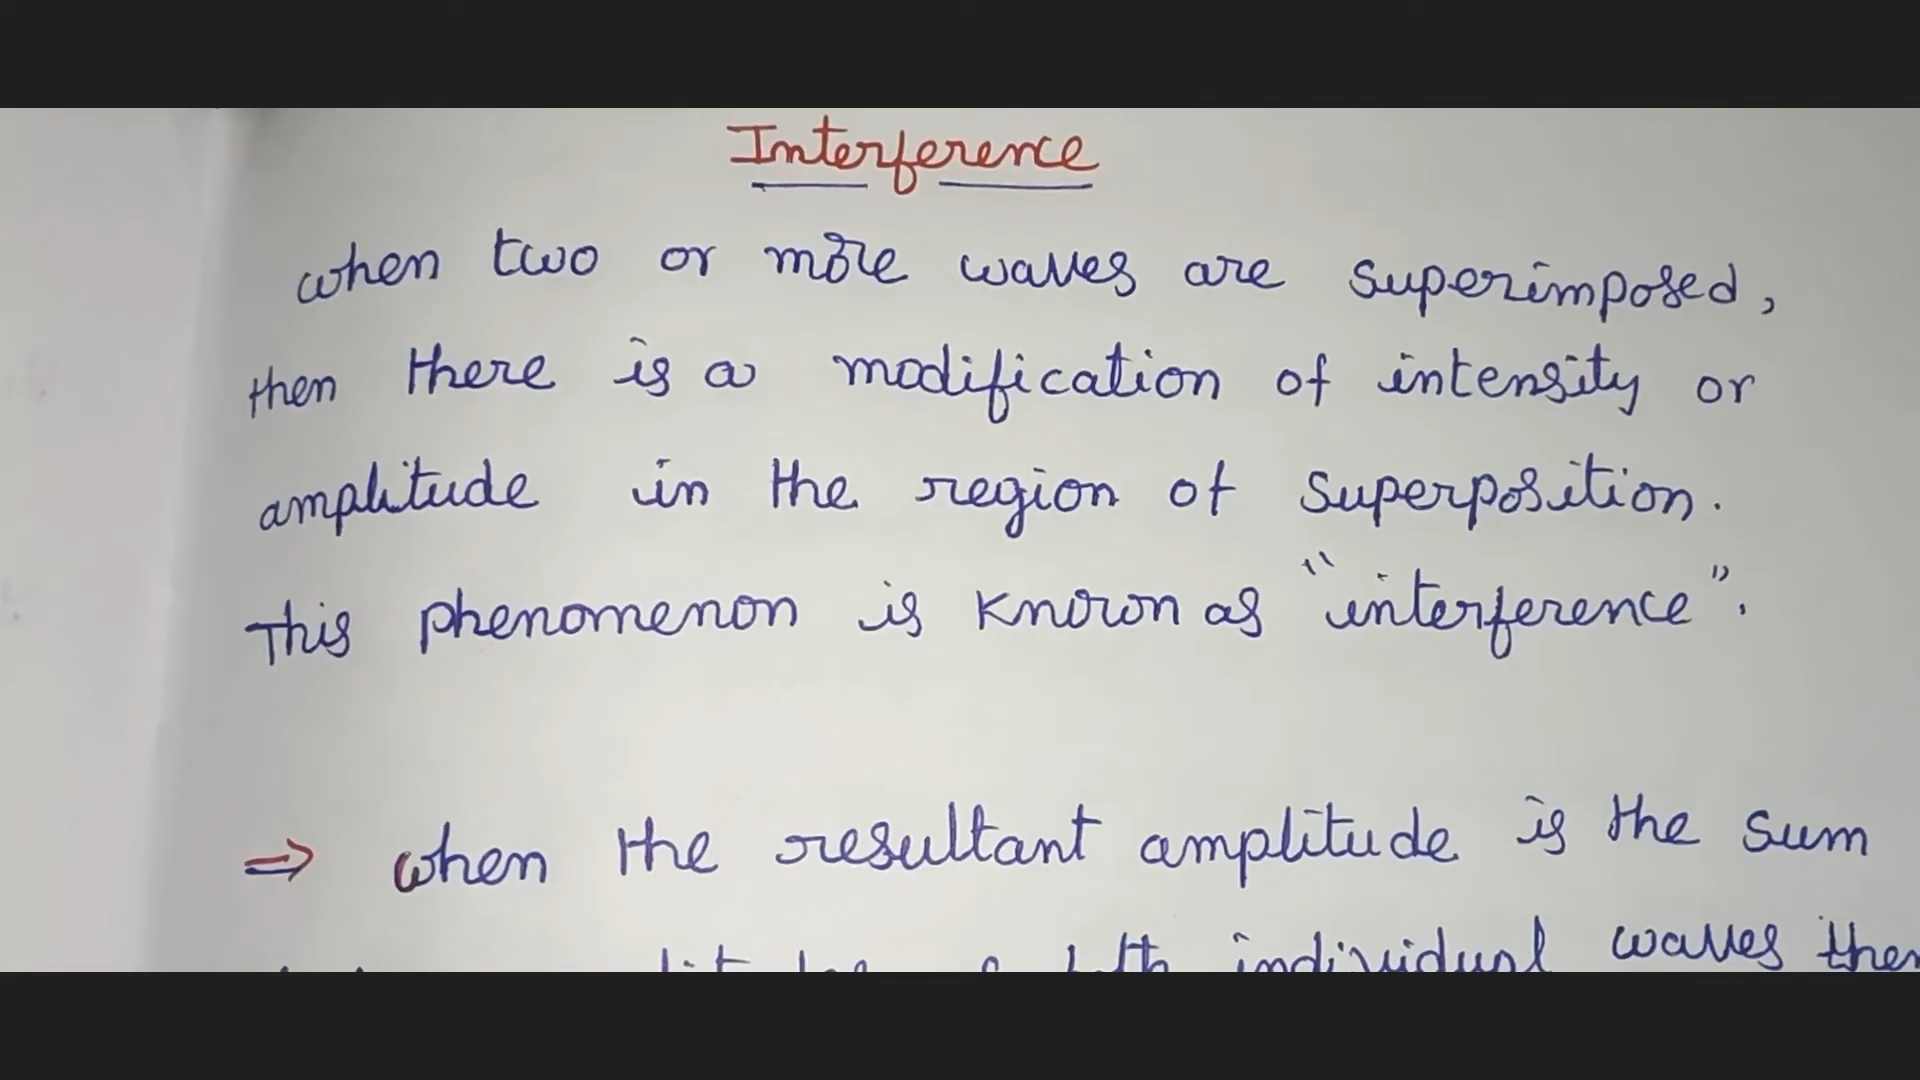 Interference
when two or more waves are superimposed,
then there is a modification of intensity or
amplitude in the region of superposition.
This phenomenon is known as "interference".
⇒ when the resultant amplitude is the sum
individual waves then